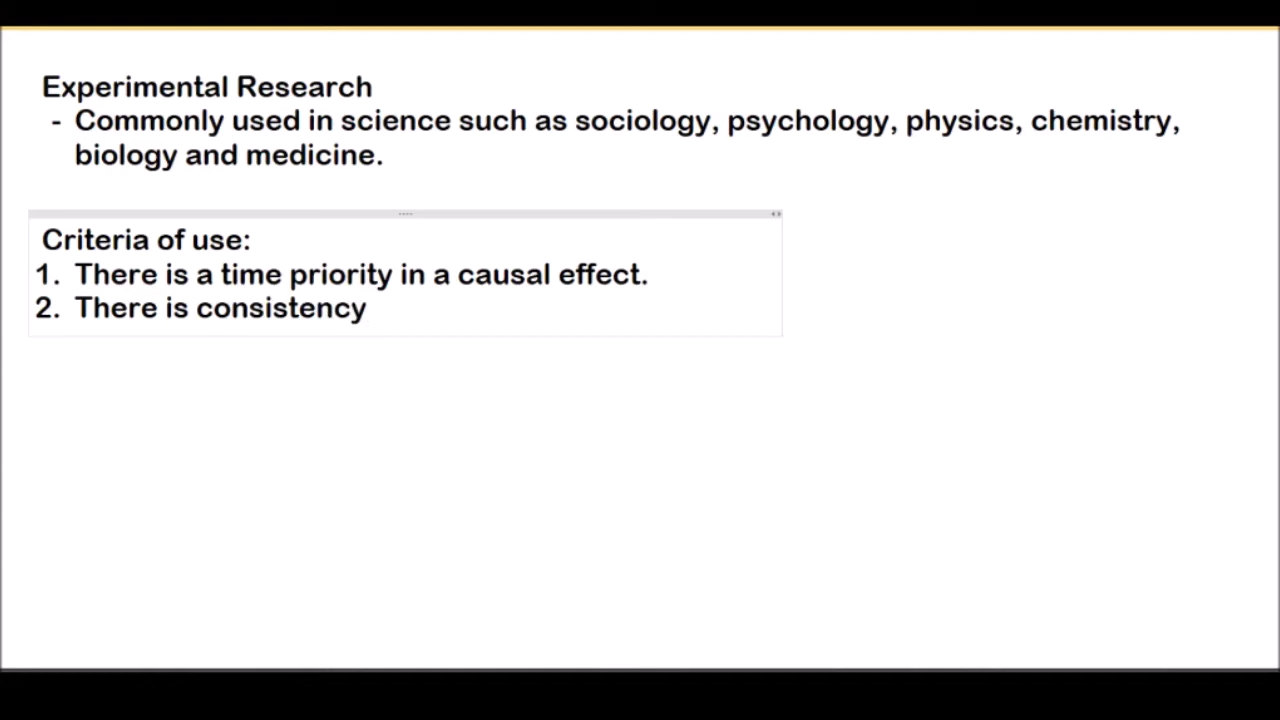 Experimental Research
- Commonly used in science such as sociology, psychology, physics, chemistry,
biology and medicine.
Criteria of use:
1. There is a time priority in a causal effect.
2. There is consistency